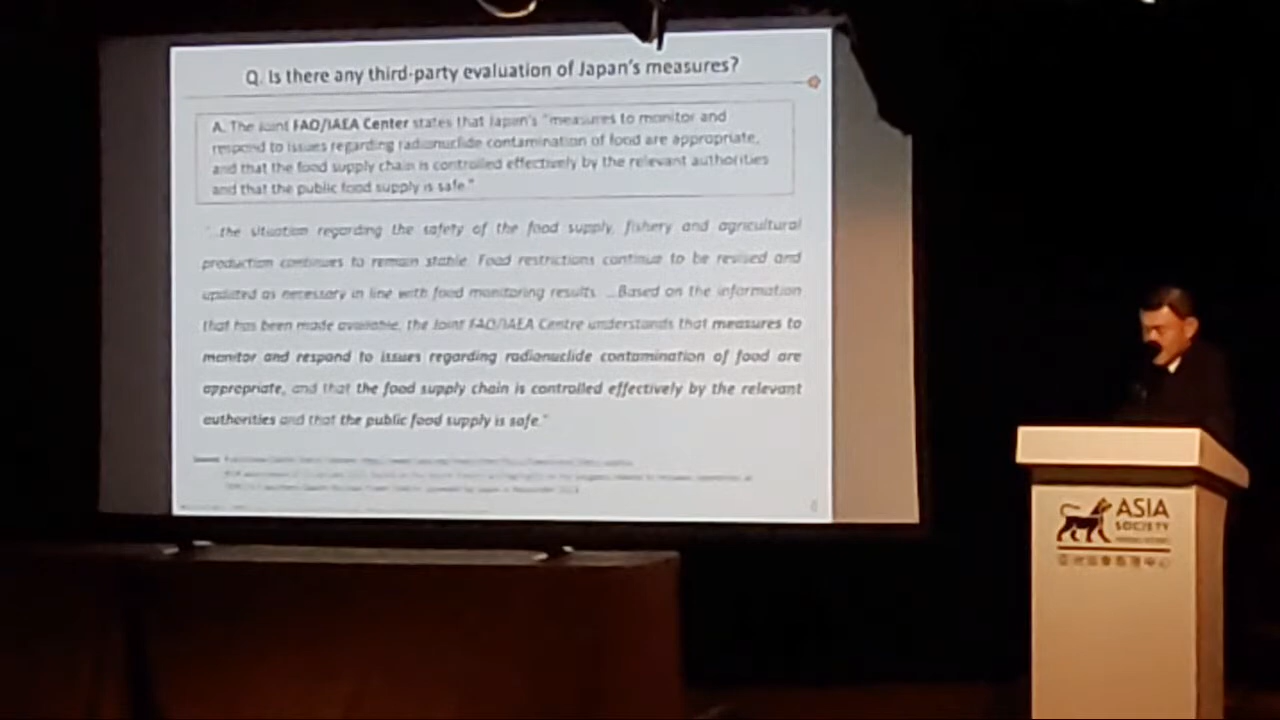 Q. Is there any third-party evaluation of Japan's measures?
A. The Joint FAO/IAEA Center states that Japan's "measures to monitor and
respond to issues regarding radionuclide contamination of food are appropriate,
and that the food supply chain is controlled effectively by the relevant authorities
and that the public food supply is safe."
"...the situation regarding the safety of the food supply, fishery and agricultural
production continues to remain stable. Food restrictions continue to be revised and
updated as necessary in line with food monitoring results. ...Based on the information
that has been made available, the Joint FAO/IAEA Centre understands that measures to
monitor and respond to issues regarding radionuclide contamination of food are
appropriate, and that the food supply chain is controlled effectively by the relevant
authorities and that the public food supply is safe."
ASIA
SOCIETY